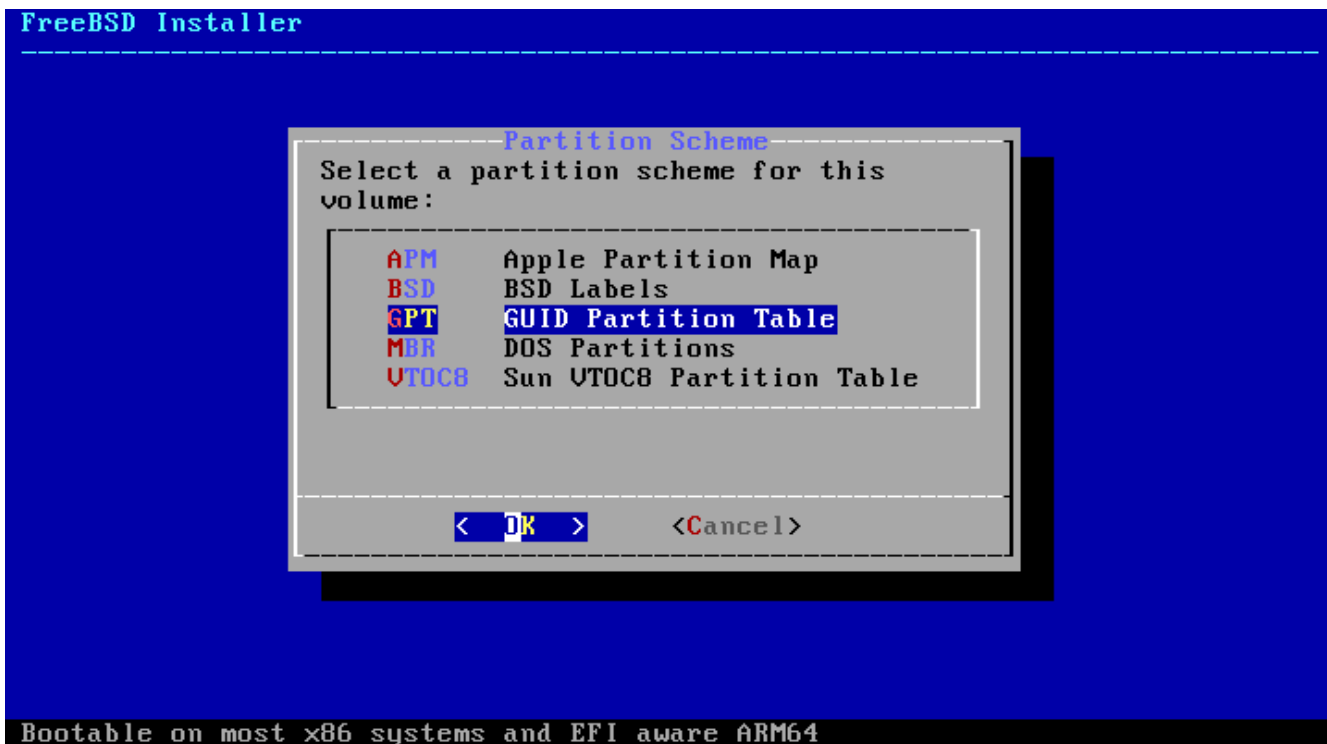 FreeBSD Installer
Partition Scheme
Select a partition scheme for this
volume:
APM Apple Partition Map
BSD BSD Labels
GPT GUID Partition Table
MBR DOS Partitions
VTOC8 Sun VTOC8 Partition Table
< OK > <Cancel>
Bootable on most x86 systems and EFI aware ARM64